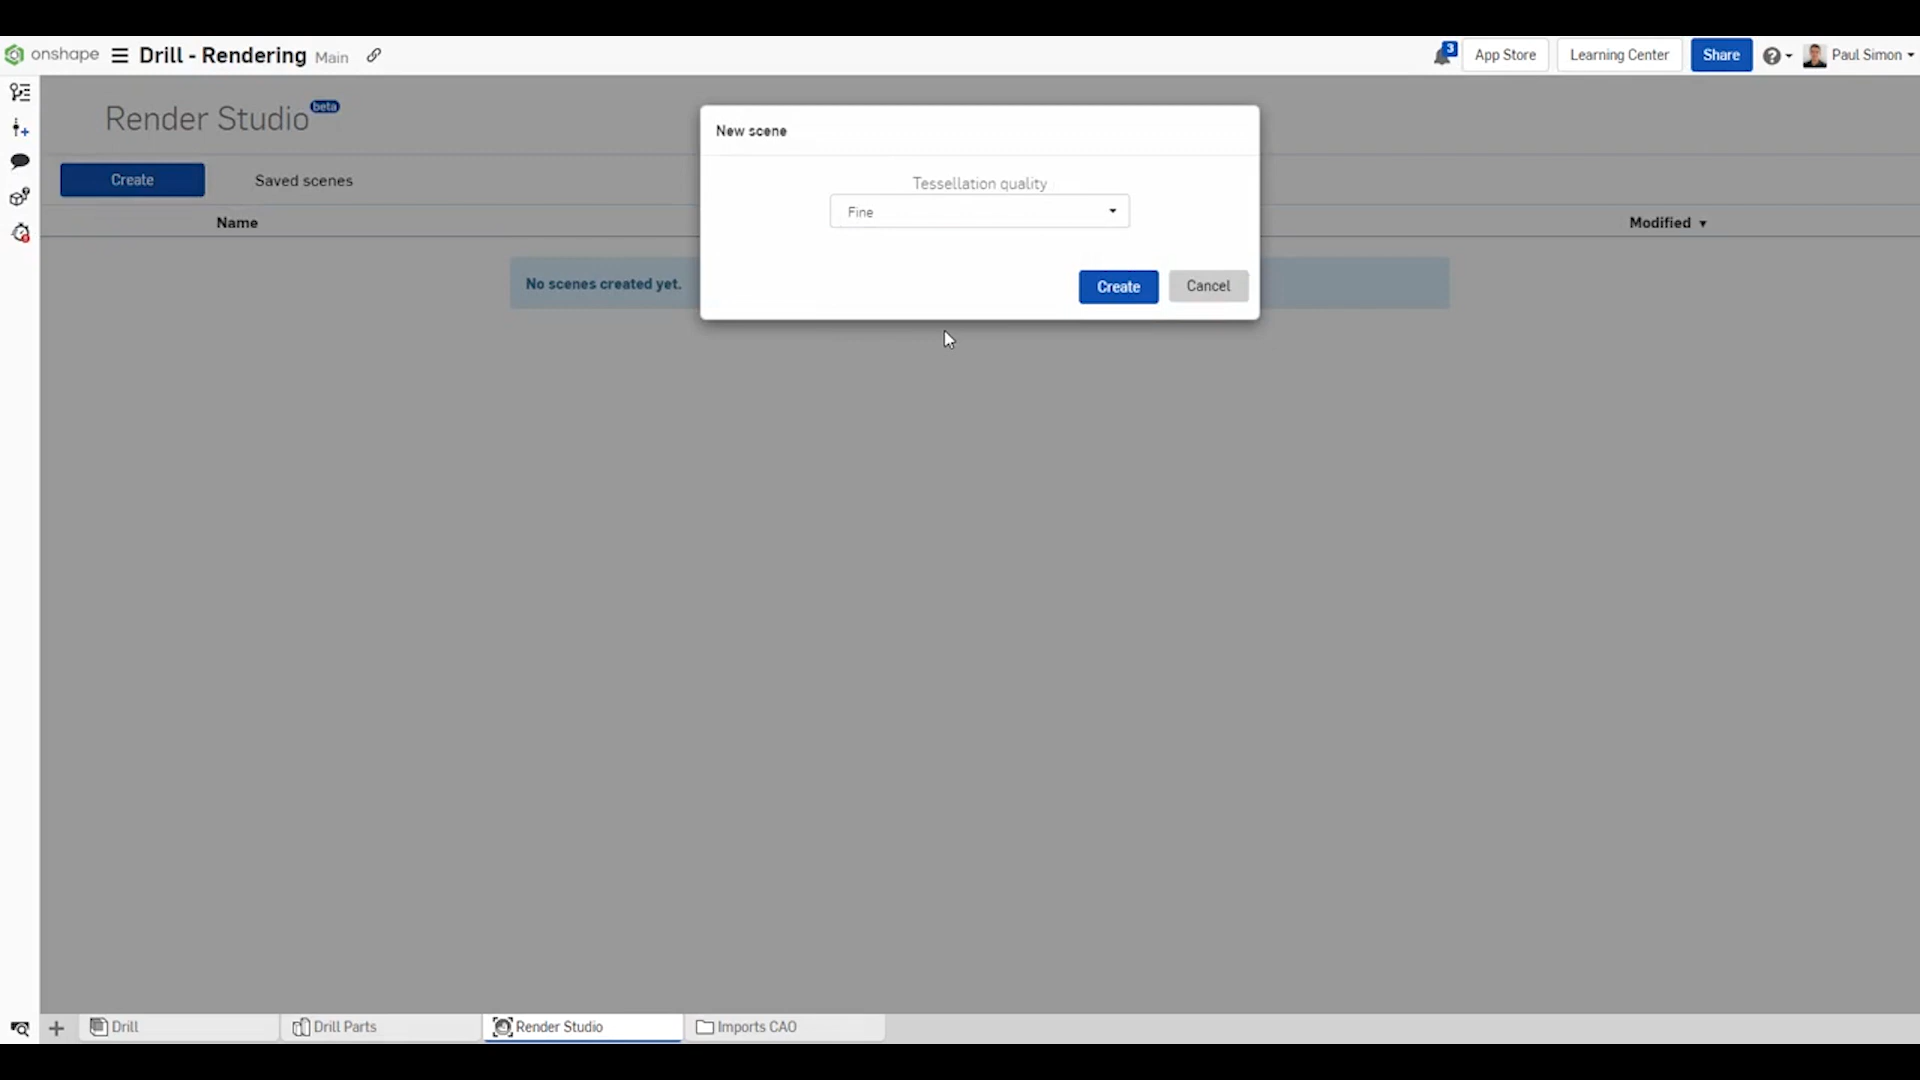 onshape Drill - Rendering Main 3 App Store Learning Center Share ? Paul Simon
Render Studio beta
New scene
Create Saved scenes
Tessellation quality
Fine
Name Modified
No scenes created yet.
Create Cancel
Drill Drill Parts Render Studio Imports CAO